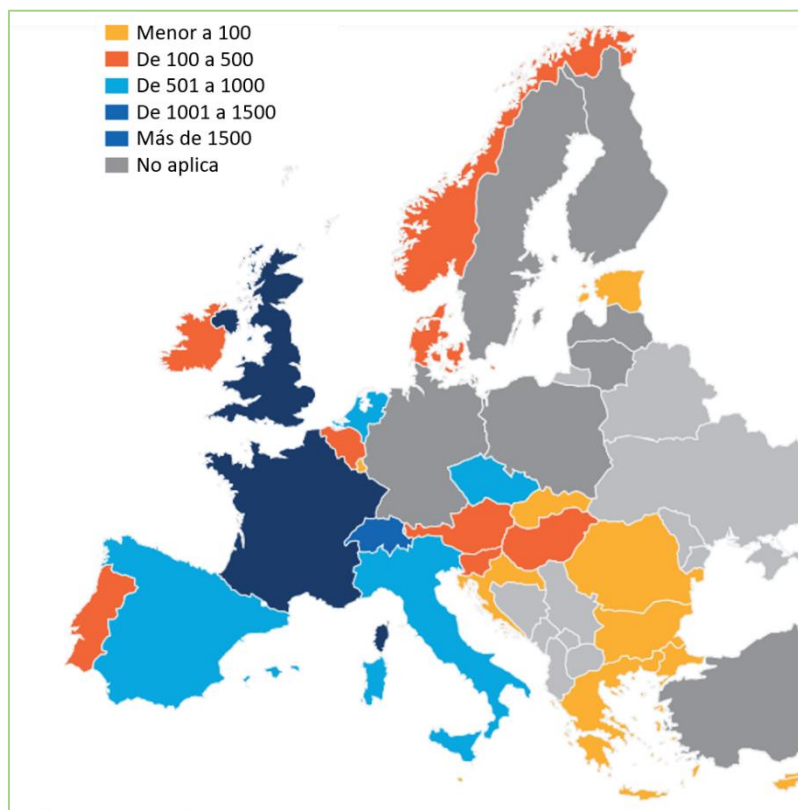 Menor a 100
De 100 a 500
De 501 a 1000
De 1001 a 1500
Más de 1500
No aplica